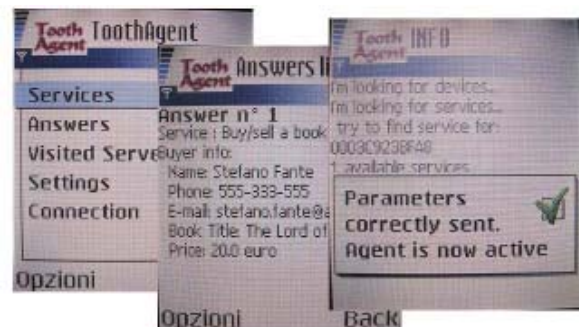 Tooth Agent ToothAgent
Services
Answers
Visited Serve
Settings
Connection
Opzioni
Tooth Agent Answers li
Answer n° 1
Service : Buy/sell a book
Buyer info:
Name: Stefano Fante
Phone: 555-333-555
E-mail: stefano.fante@a
Book Title: The Lord of
Price: 20.0 euro
Opzioni
Tooth Agent INFO
I'm looking for devices..
I'm looking for services..
try to find service for:
available services
Parameters
correctly sent.
Agent is now active
Back